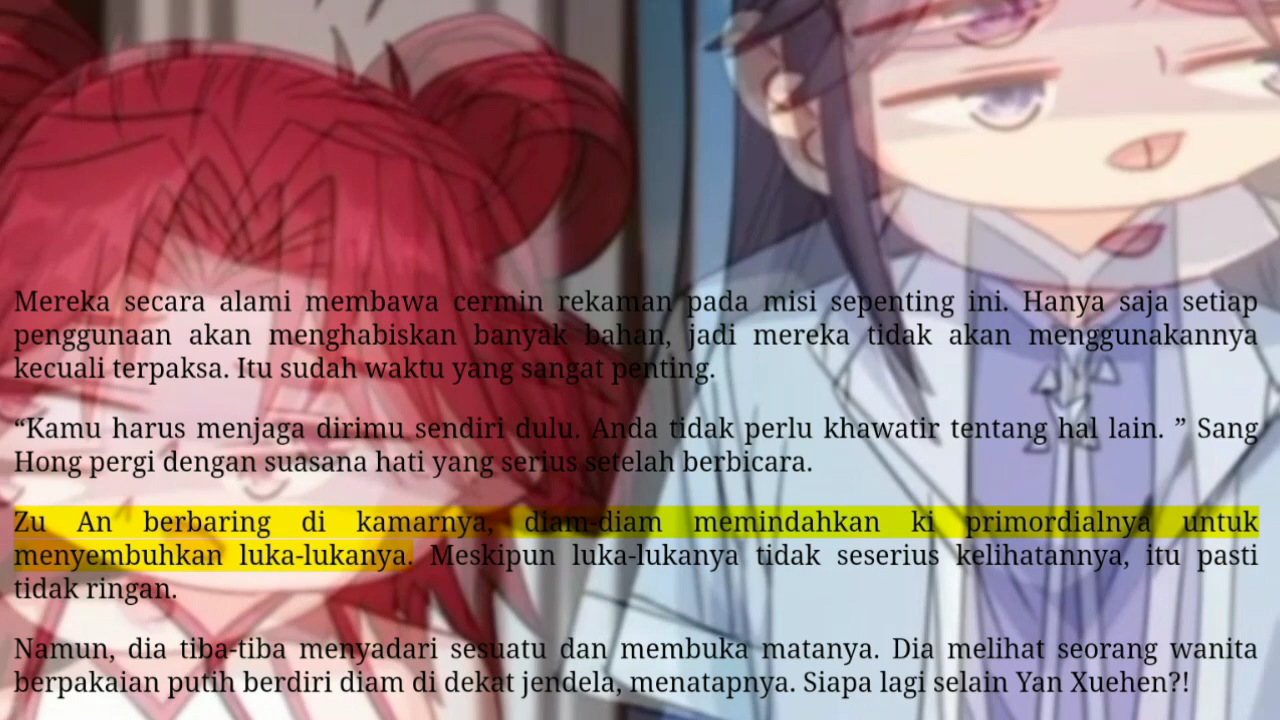 Mereka secara alami membawa cermin rekaman pada misi sepenting ini. Hanya saja setiap
penggunaan akan menghabiskan banyak bahan, jadi mereka tidak akan menggunakannya
kecuali terpaksa. Itu sudah waktu yang sangat penting.
“Kamu harus menjaga dirimu sendiri dulu. Anda tidak perlu khawatir tentang hal lain. ” Sang
Hong pergi dengan suasana hati yang serius setelah berbicara.
Zu An berbaring di kamarnya, diam-diam memindahkan ki primordialnya untuk
menyembuhkan luka-lukanya. Meskipun luka-lukanya tidak seserius kelihatannya, itu pasti
tidak ringan.
Namun, dia tiba-tiba menyadari sesuatu dan membuka matanya. Dia melihat seorang wanita
berpakaian putih berdiri diam di dekat jendela, menatapnya. Siapa lagi selain Yan Xuehen?!